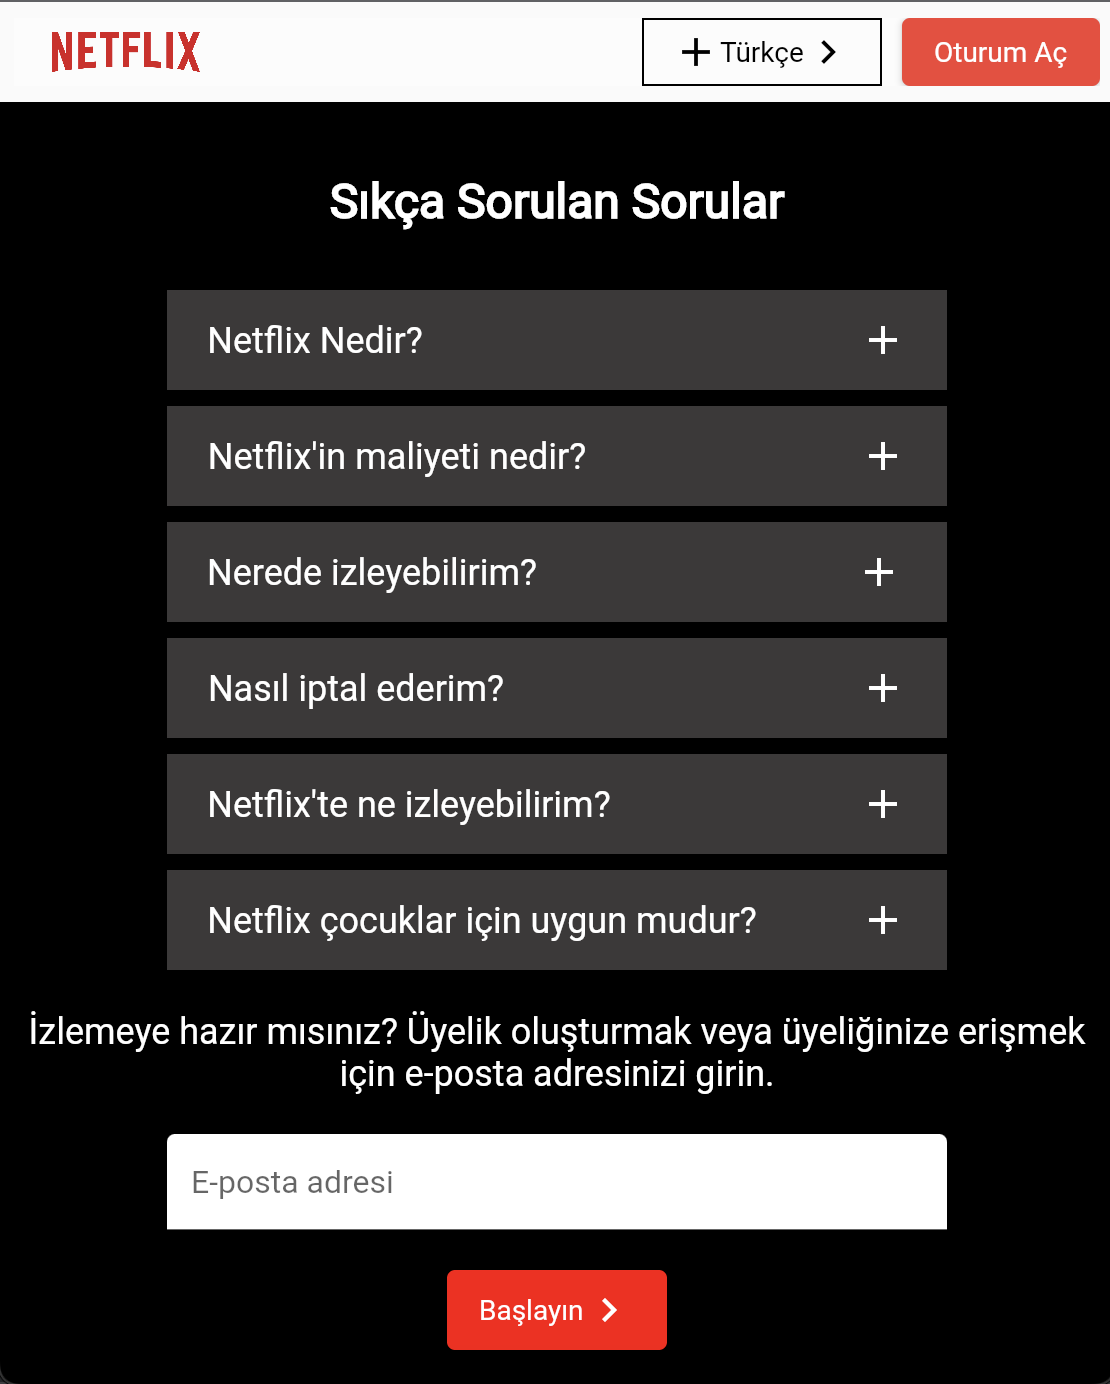 NETFLIX
Türkçe
Oturum Aç
Sıkça Sorulan Sorular
Netflix Nedir?
Netflix'in maliyeti nedir?
Nerede izleyebilirim?
Nasıl iptal ederim?
Netflix'te ne izleyebilirim?
Netflix çocuklar için uygun mudur?
İzlemeye hazır mısınız? Üyelik oluşturmak veya üyeliğinize erişmek
için e-posta adresinizi girin.
E-posta adresi
Başlayın